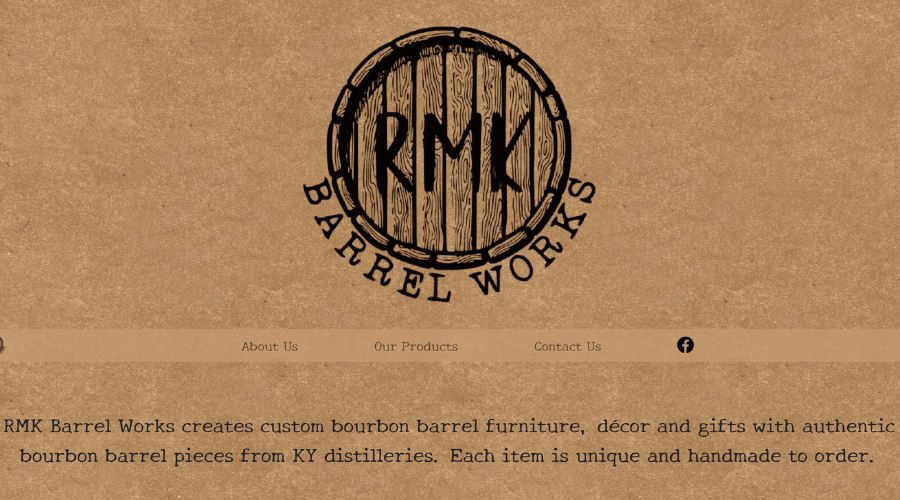 RMK
BARREL WORKS
About Us Our Products Contact Us
RMK Barrel Works creates custom bourbon barrel furniture, décor and gifts with authentic
bourbon barrel pieces from KY distilleries. Each item is unique and handmade to order.